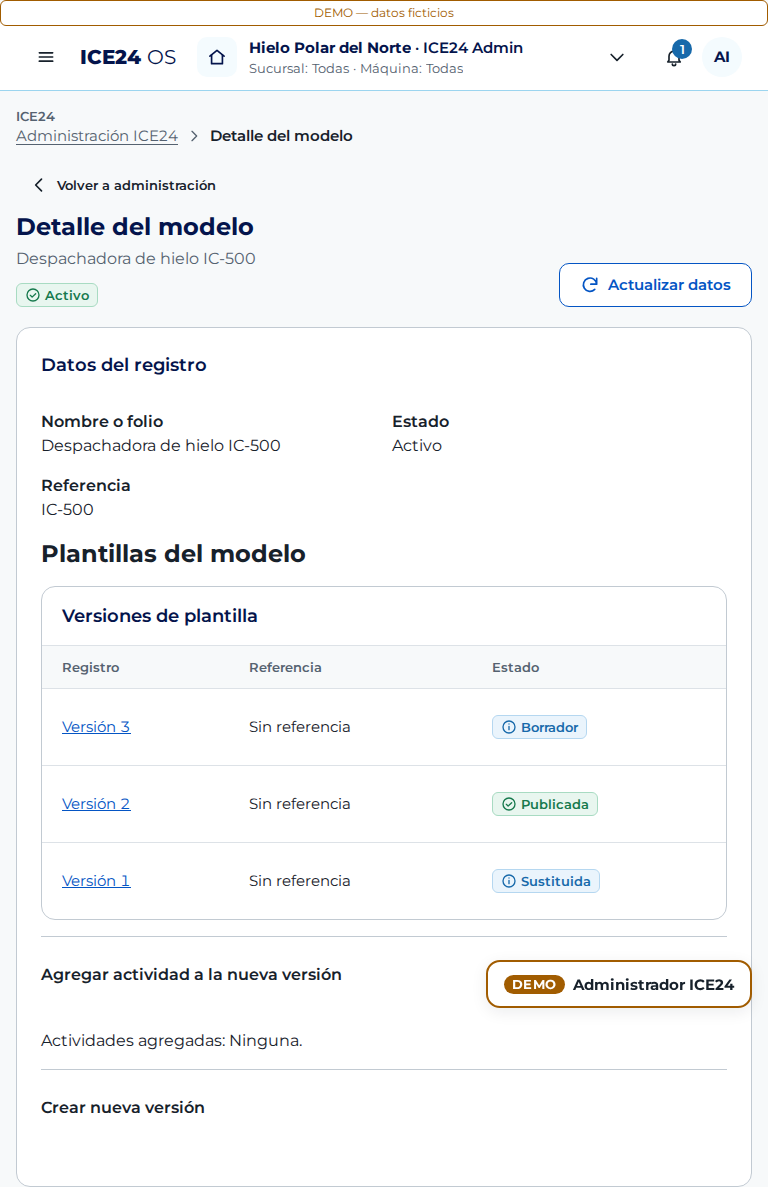 DEMO — datos ficticios
ICE24 OS
Hielo Polar del Norte · ICE24 Admin
Sucursal: Todas · Máquina: Todas
1
AI
ICE24
Administración ICE24 > Detalle del modelo
Volver a administración
Detalle del modelo
Despachadora de hielo IC-500
Activo
Actualizar datos
Datos del registro
Nombre o folio
Despachadora de hielo IC-500
Estado
Activo
Referencia
IC-500
Plantillas del modelo
Versiones de plantilla
Registro Referencia Estado
Versión 3 Sin referencia Borrador
Versión 2 Sin referencia Publicada
Versión 1 Sin referencia Sustituida
Agregar actividad a la nueva versión
DEMO Administrador ICE24
Actividades agregadas: Ninguna.
Crear nueva versión